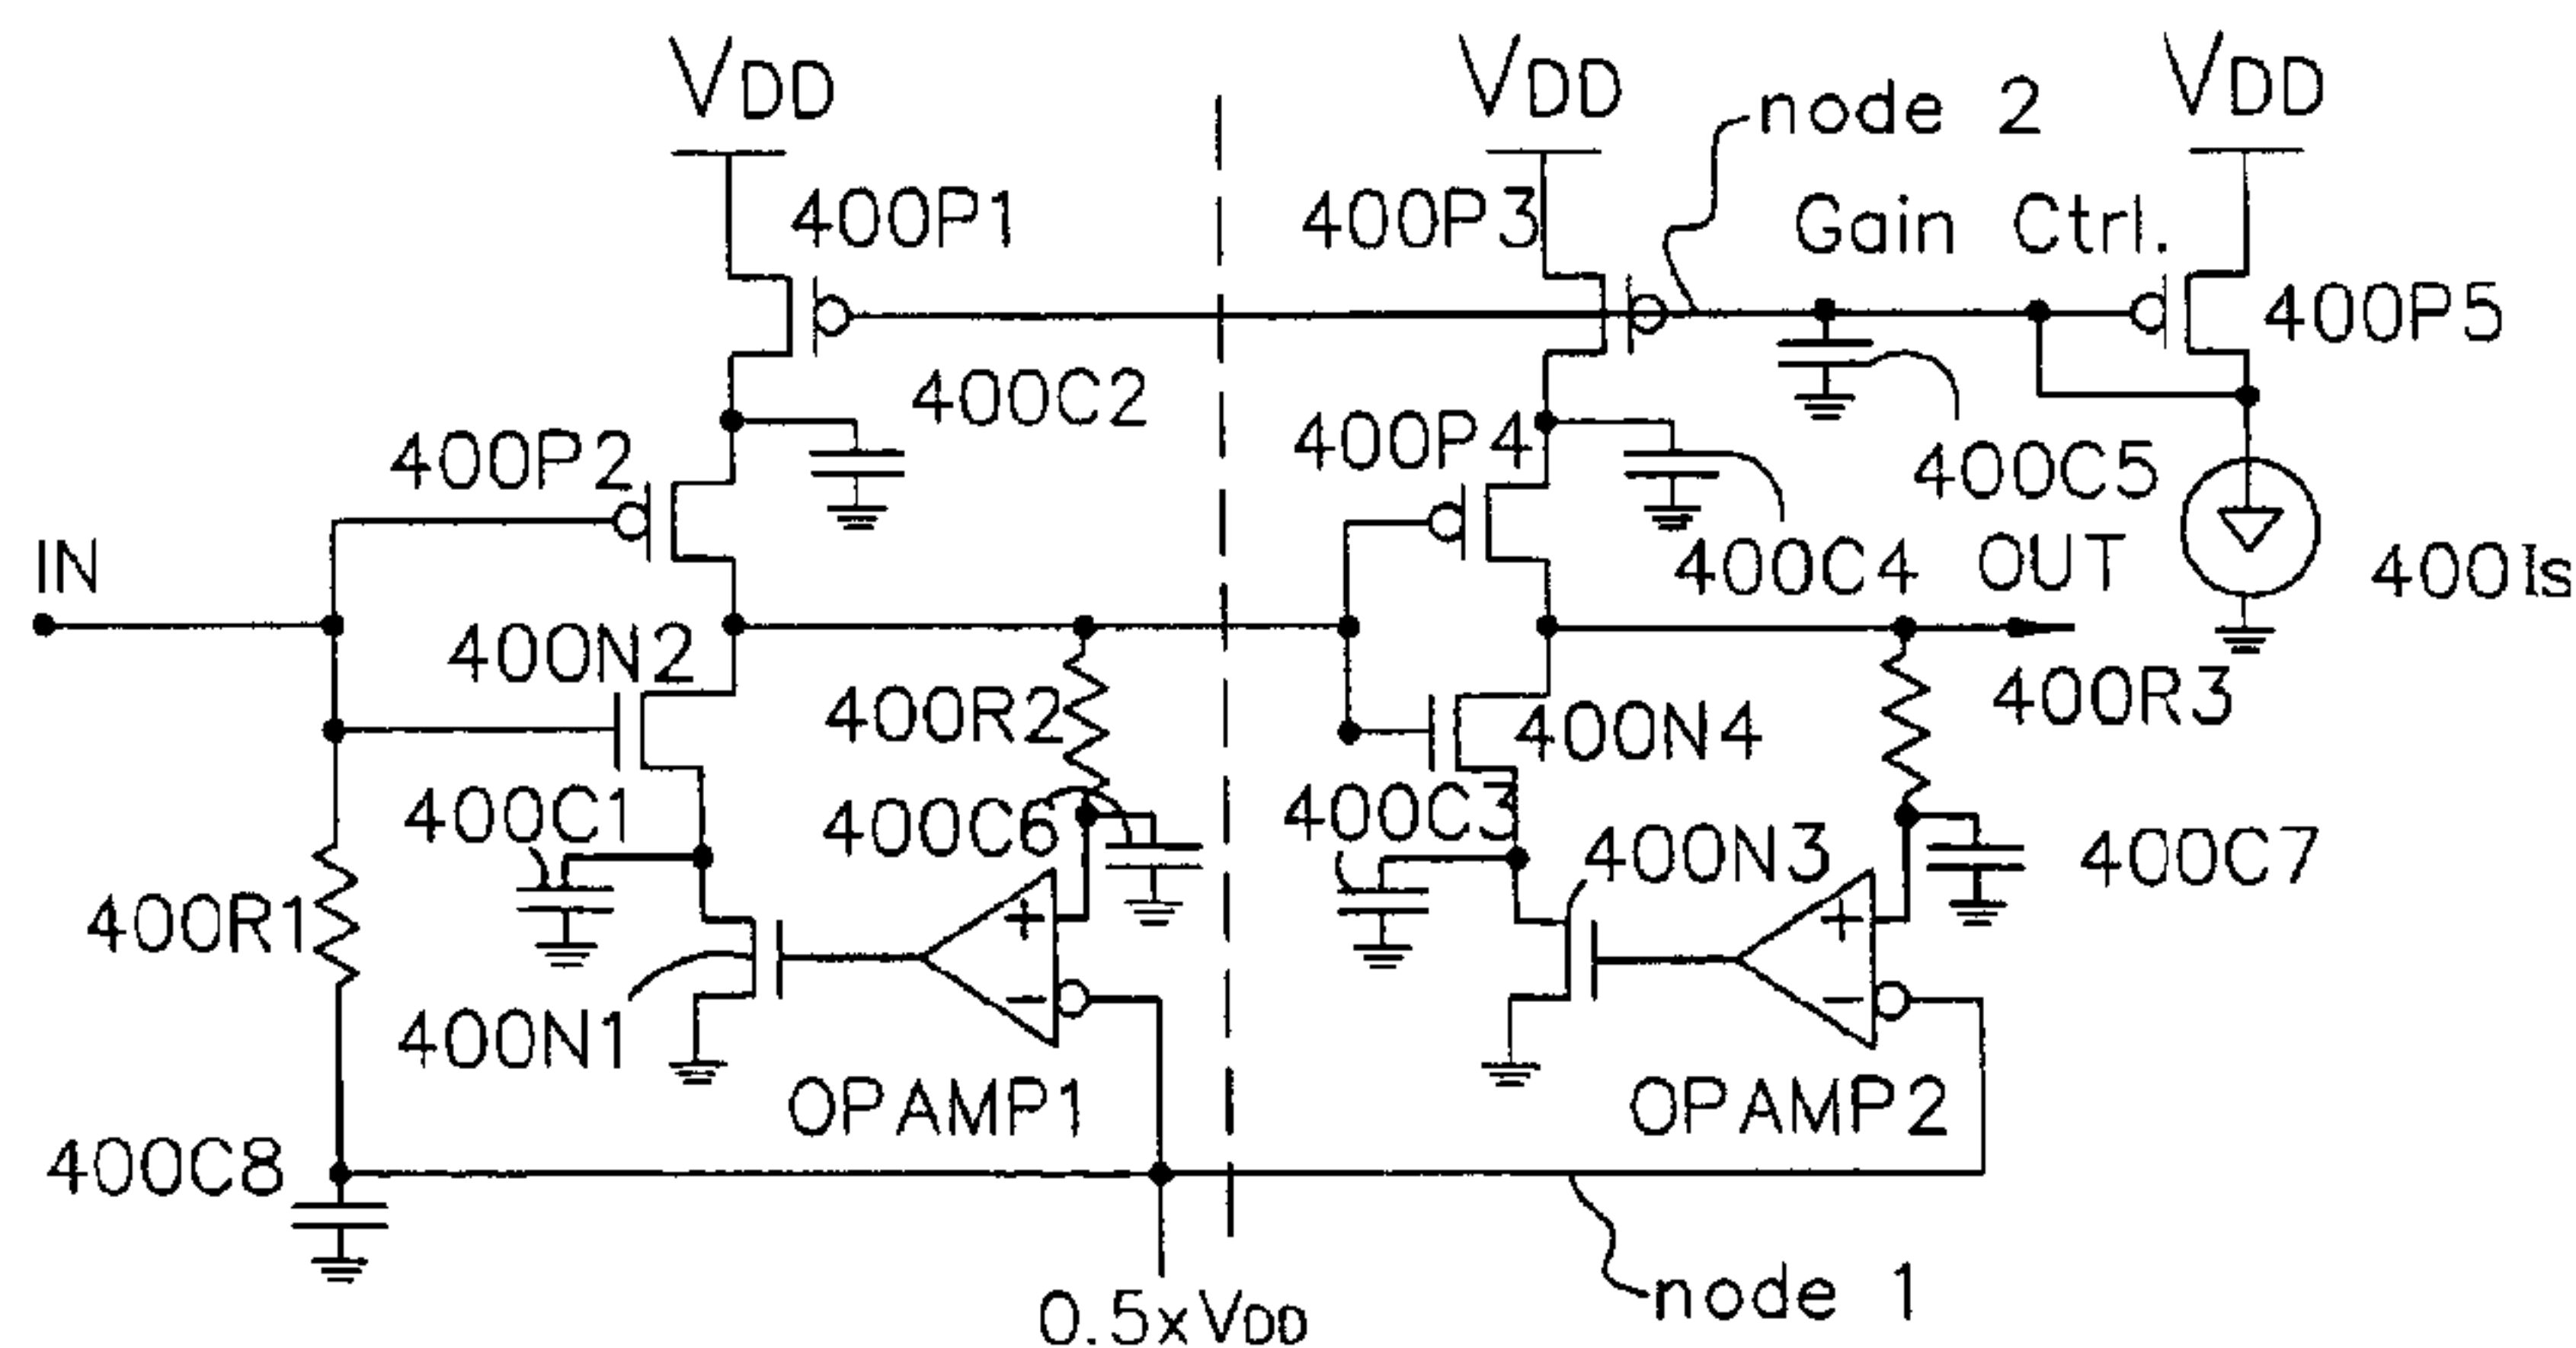 VDD
VDD
node 2
VDD
400P1
400P3
Gain Ctrl.
400P5
400C2
400P2
400P4
400C5
IN
400C4
OUT
400Is
400N2
400R2
400N4
400R3
400C1
400C6
400C3
400N3
400C7
400R1
+
+
−
−
400N1
OPAMP1
OPAMP2
400C8
0.5xVDD
node 1